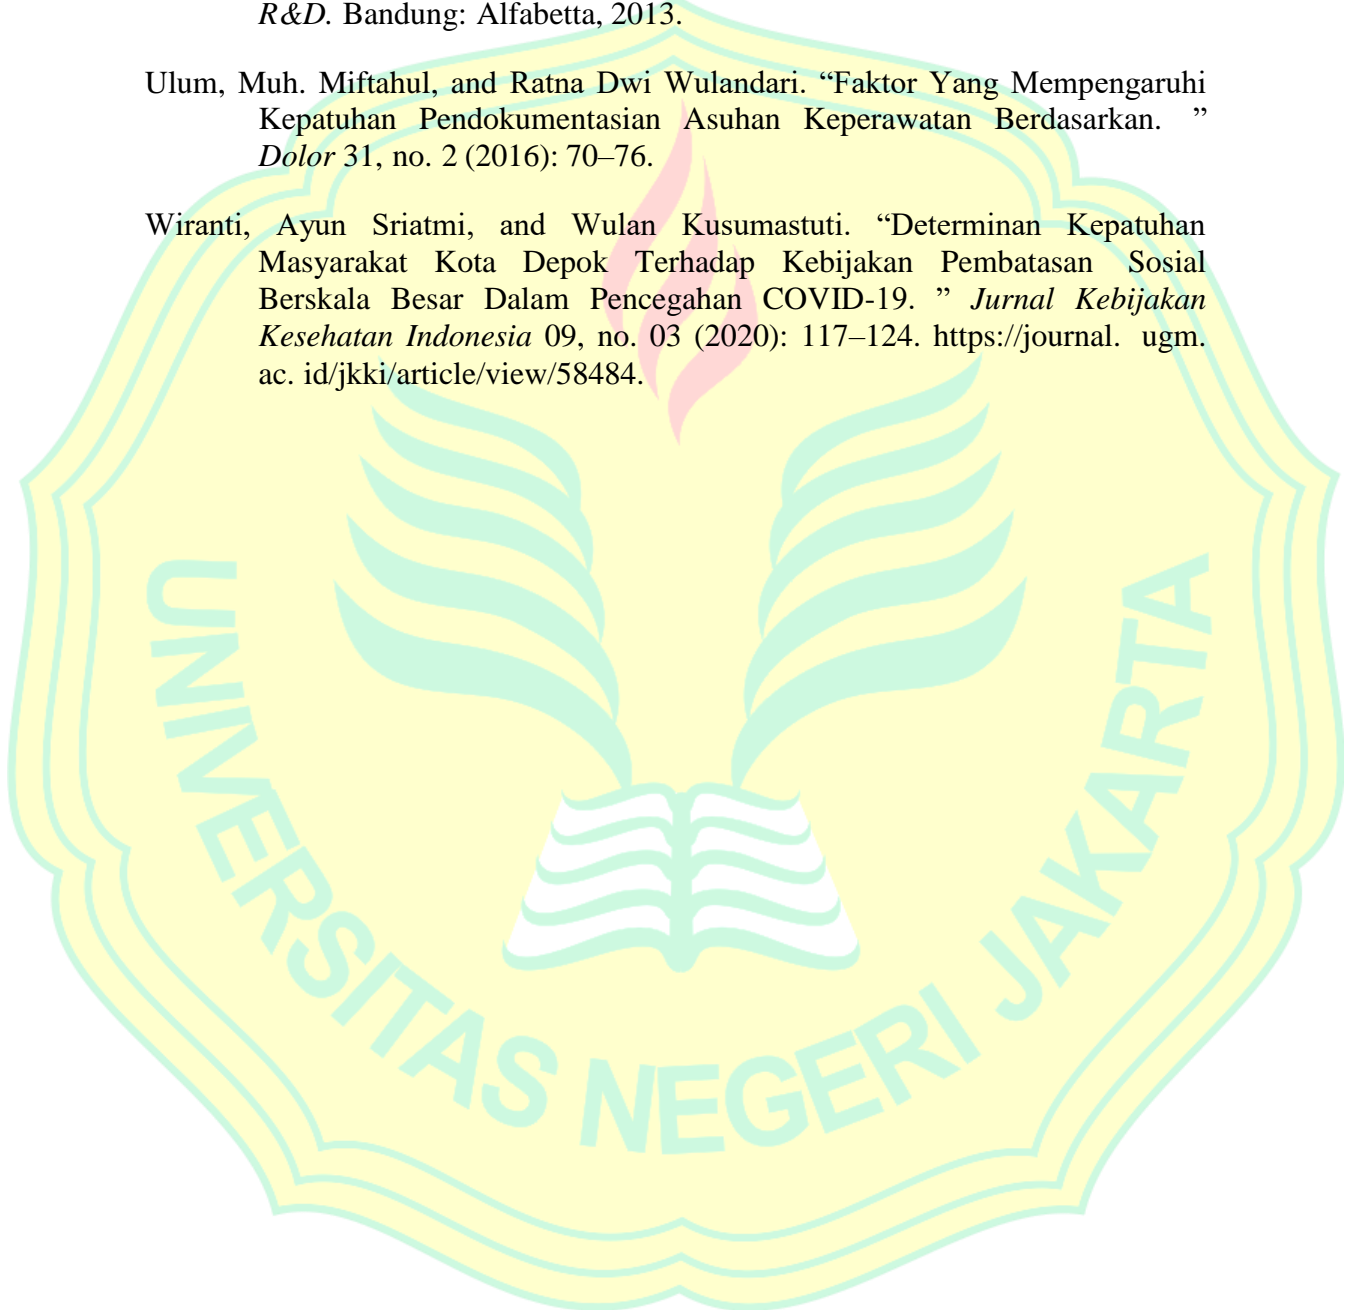 R&D. Bandung: Alfabetta, 2013.
Ulum, Muh. Miftahul, and Ratna Dwi Wulandari. “Faktor Yang Mempengaruhi
Kepatuhan Pendokumentasian Asuhan Keperawatan Berdasarkan. ”
Dolor 31, no. 2 (2016): 70–76.
Wiranti, Ayun Sriatmi, and Wulan Kusumastuti. “Determinan Kepatuhan
Masyarakat Kota Depok Terhadap Kebijakan Pembatasan Sosial
Berskala Besar Dalam Pencegahan COVID-19. ” Jurnal Kebijakan
Kesehatan Indonesia 09, no. 03 (2020): 117–124. https://journal. ugm.
ac. id/jkki/article/view/58484.
UNIVERSITAS NEGERI JAKARTA